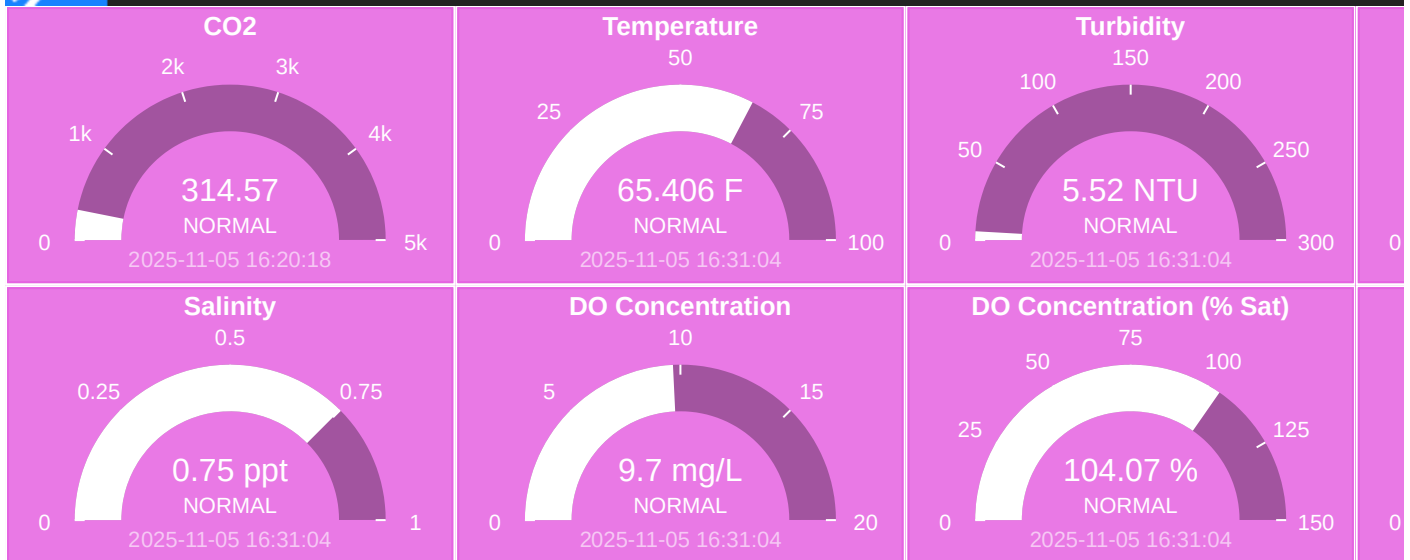 CO2
2k
3k
1k
4k
314.57
NORMAL
0
5k
2025-11-05 16:20:18
Temperature
50
25
75
65.406 F
NORMAL
0
100
2025-11-05 16:31:04
Turbidity
150
100
200
50
250
5.52 NTU
NORMAL
0
300
2025-11-05 16:31:04
0
Salinity
0.5
0.25
0.75
0.75 ppt
NORMAL
0
1
2025-11-05 16:31:04
DO Concentration
10
5
15
9.7 mg/L
NORMAL
0
20
2025-11-05 16:31:04
DO Concentration (% Sat)
75
50
100
25
125
104.07 %
NORMAL
0
150
2025-11-05 16:31:04
0